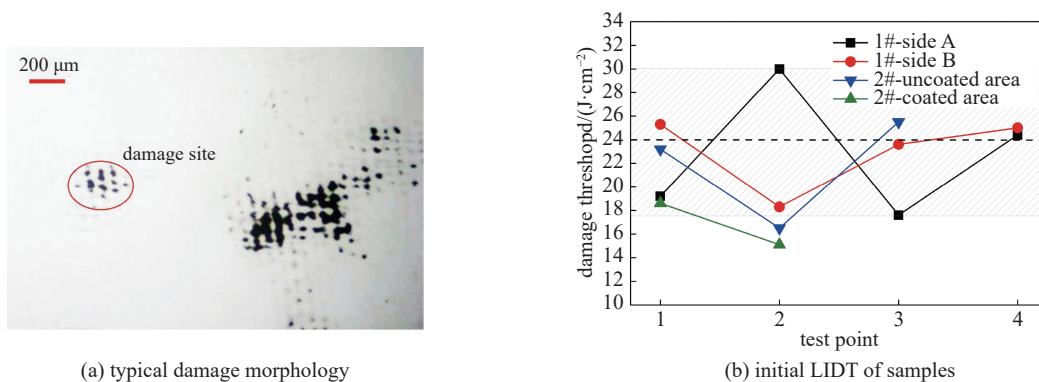 200 μm
damage site
(a) typical damage morphology
1#-side A
1#-side B
2#-uncoated area
2#-coated area
damage threshopd/(J·cm⁻²)
36
34
32
30
28
26
24
22
20
18
16
14
12
10
1
2
3
4
test point
(b) initial LIDT of samples